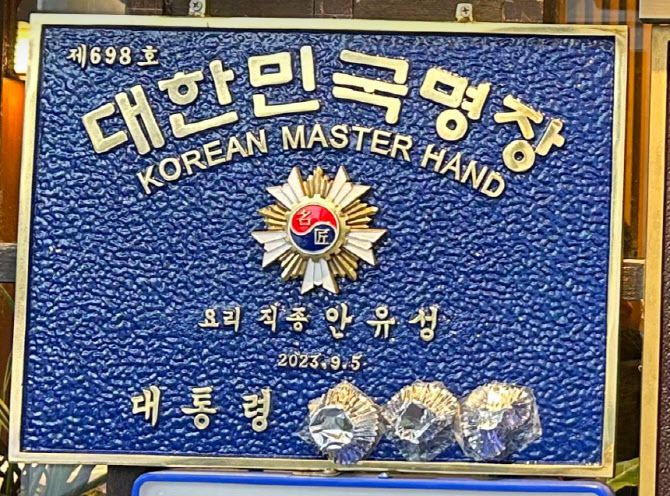 제698호
대한민국명장
KOREAN MASTER HAND
名
匠
요리 직종 안유성
2023.9.5.
대통령